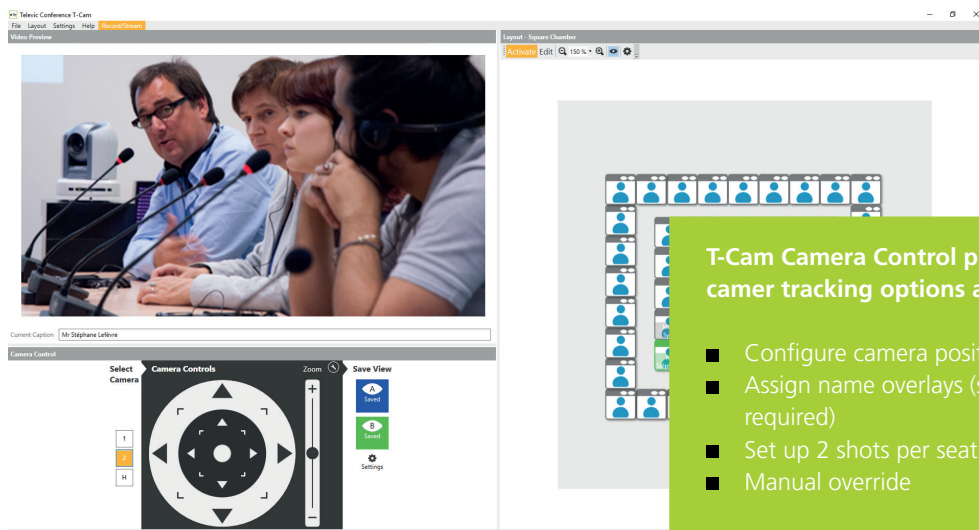 Televic Conference T-Cam
File Layout Settings Help Record/Stream
Video Preview
Current Caption Mr Stéphane Lefèvre
Camera Control
Select Camera
1
2
H
Camera Controls
Zoom
+
−
Save View
A
Saved
B
Saved
Settings
Layout - Square Chamber
Activate Edit 150 %
T-Cam Camera Control p
camer tracking options a
Configure camera posit
Assign name overlays (s
required)
Set up 2 shots per seat
Manual override